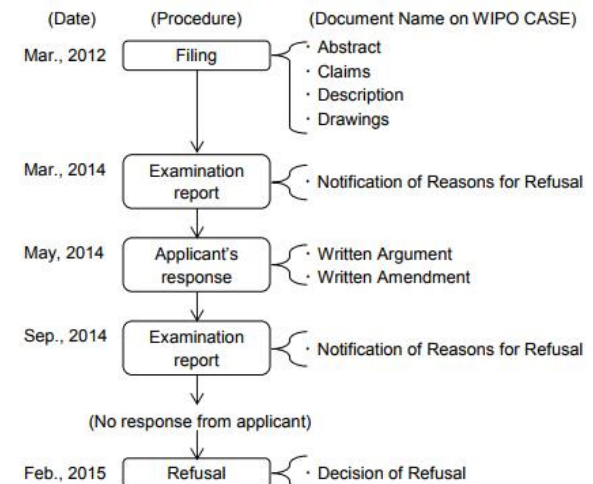 (Date) (Procedure) (Document Name on WIPO CASE)
Mar., 2012 Filing · Abstract
· Claims
· Description
· Drawings
Mar., 2014 Examination report · Notification of Reasons for Refusal
May, 2014 Applicant's response · Written Argument
· Written Amendment
Sep., 2014 Examination report · Notification of Reasons for Refusal
(No response from applicant)
Feb., 2015 Refusal · Decision of Refusal